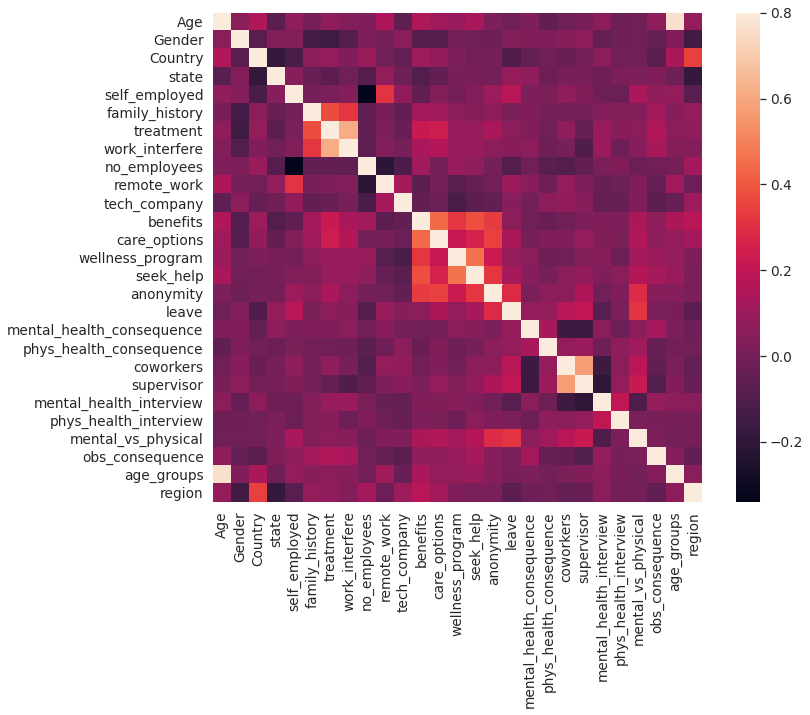 Age
Gender
Country
state
self_employed
family_history
treatment
work_interfere
no_employees
remote_work
tech_company
benefits
care_options
wellness_program
seek_help
anonymity
leave
mental_health_consequence
phys_health_consequence
coworkers
supervisor
mental_health_interview
phys_health_interview
mental_vs_physical
obs_consequence
age_groups
region
Age
Gender
Country
state
self_employed
family_history
treatment
work_interfere
no_employees
remote_work
tech_company
benefits
care_options
wellness_program
seek_help
anonymity
leave
mental_health_consequence
phys_health_consequence
coworkers
supervisor
mental_health_interview
phys_health_interview
mental_vs_physical
obs_consequence
age_groups
region
0.8
0.6
0.4
0.2
0.0
−0.2